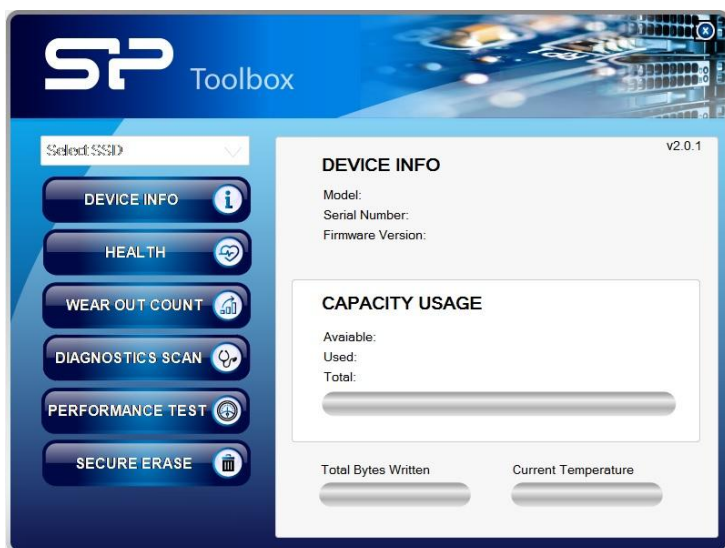 SP Toolbox
Select SSD
DEVICE INFO
HEALTH
WEAR OUT COUNT
DIAGNOSTICS SCAN
PERFORMANCE TEST
SECURE ERASE
v2.0.1
DEVICE INFO
Model:
Serial Number:
Firmware Version:
CAPACITY USAGE
Avaiable:
Used:
Total:
Total Bytes Written
Current Temperature